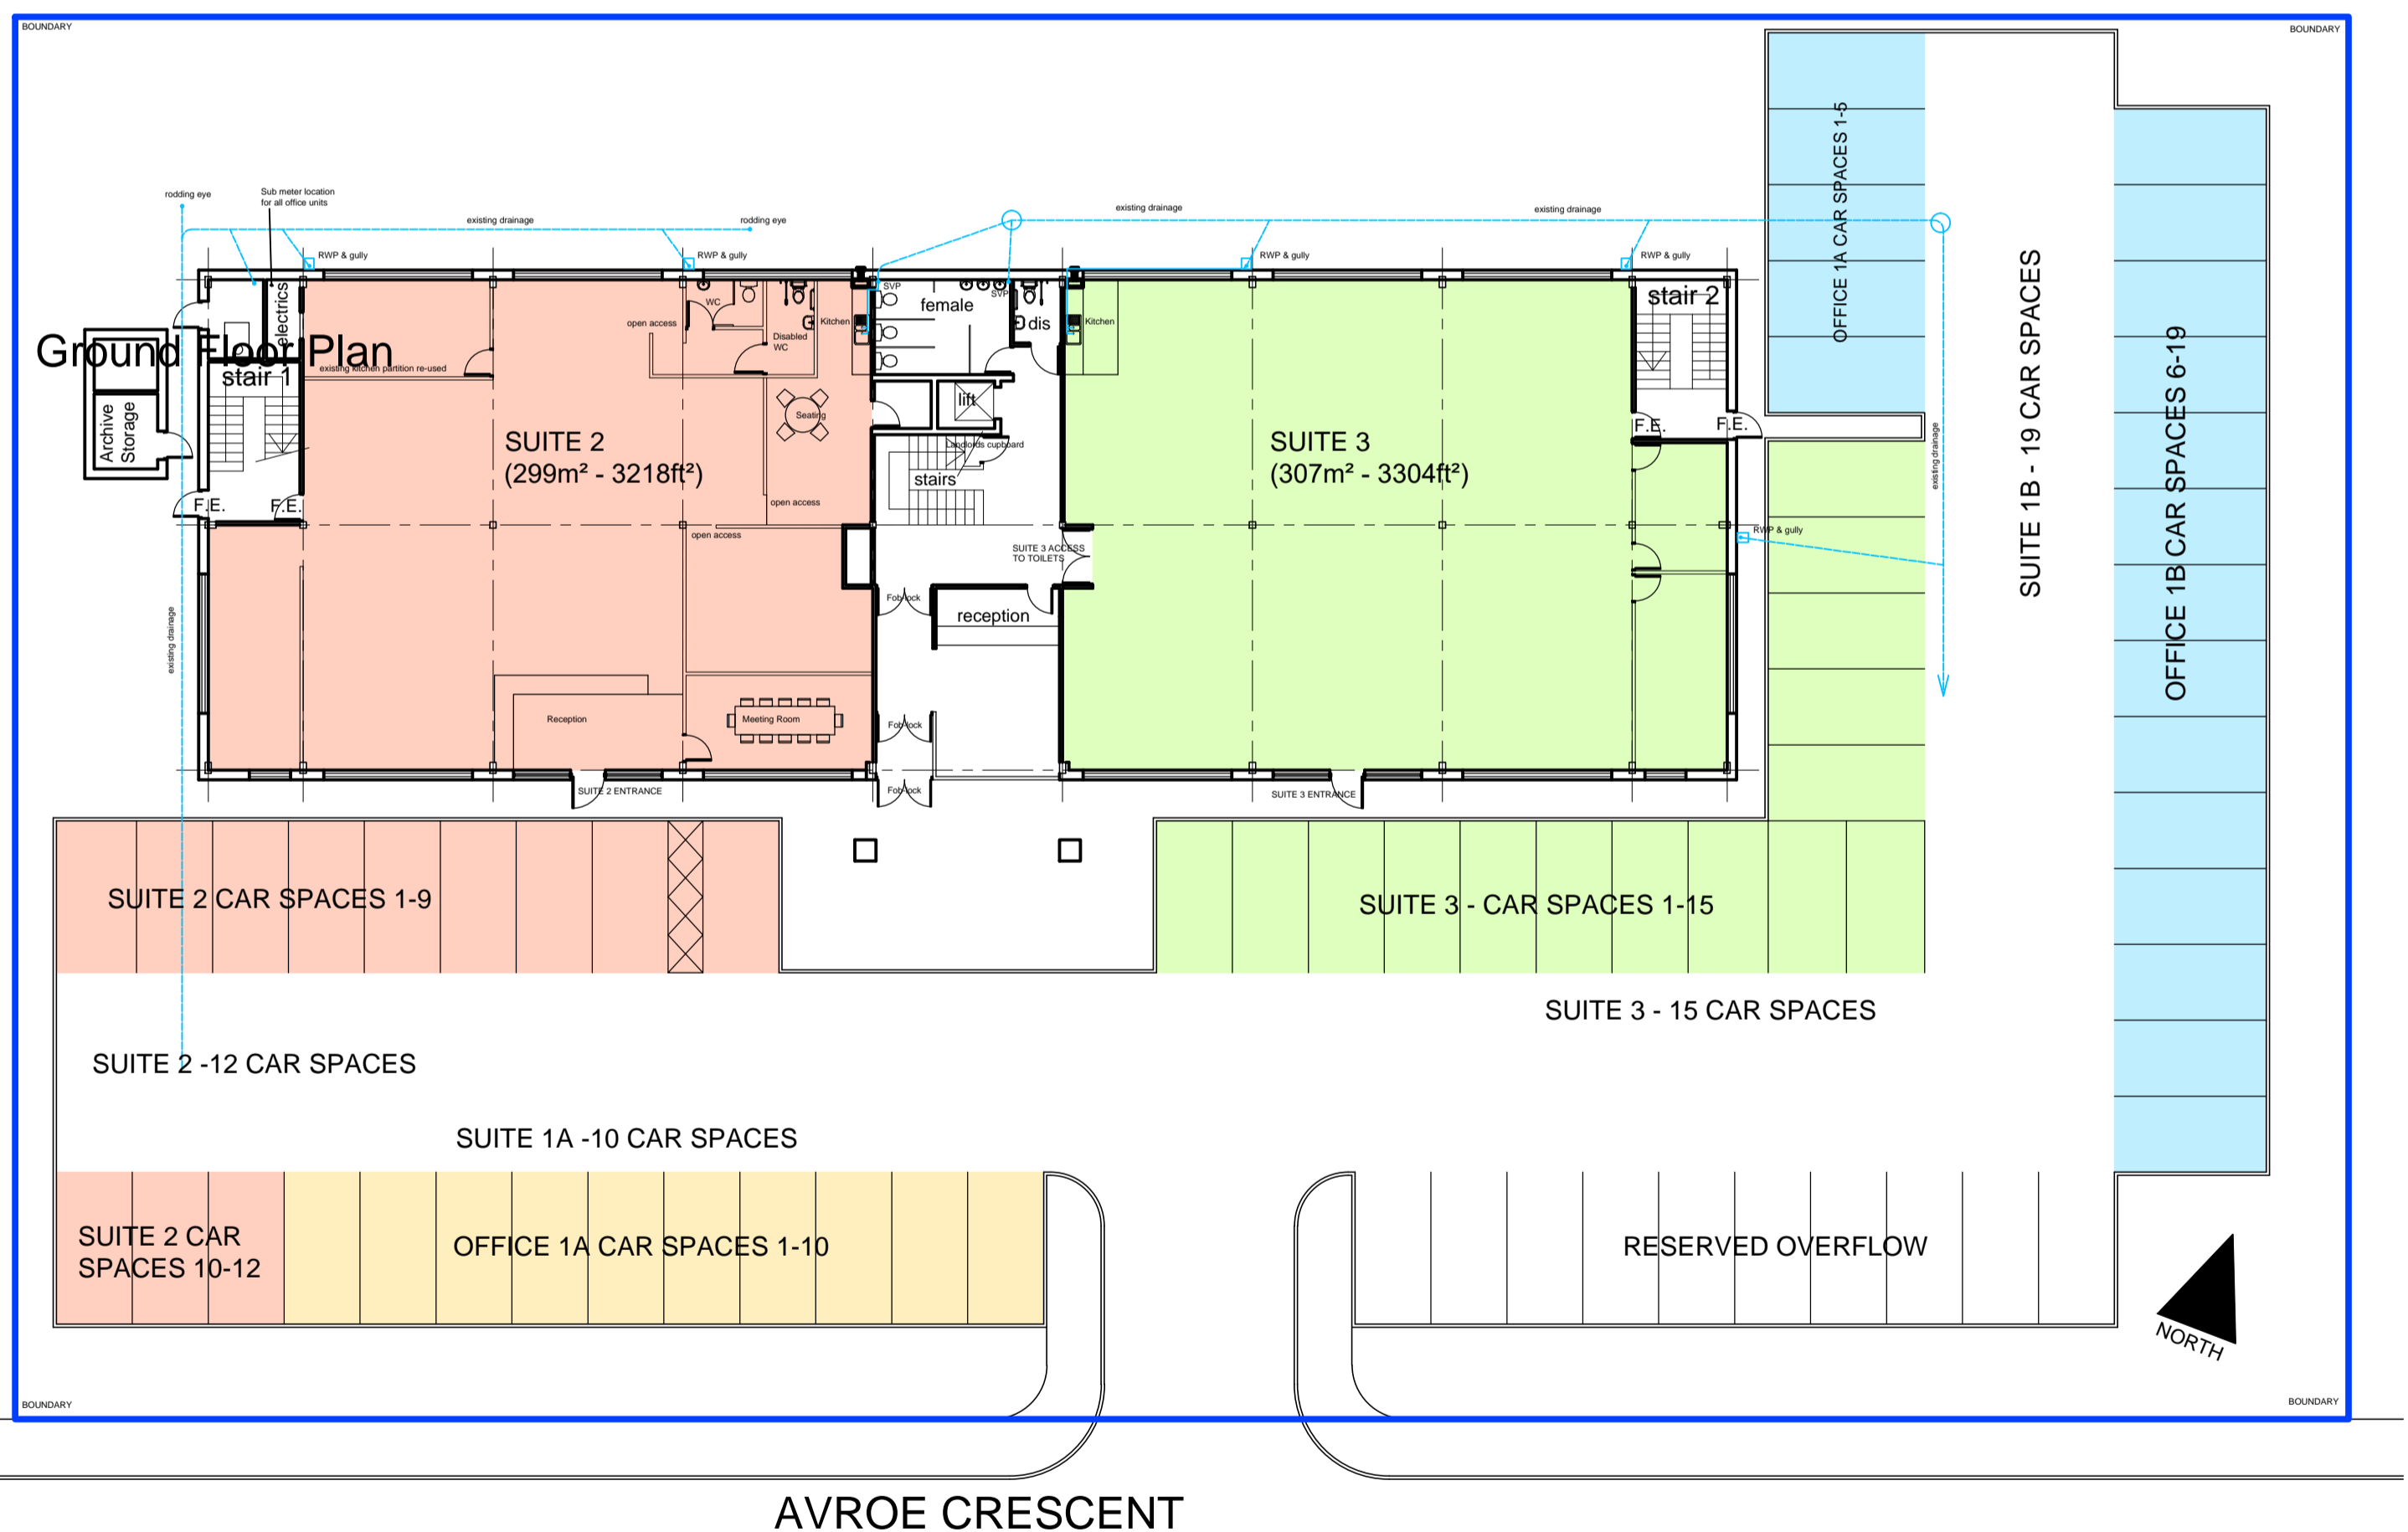 BOUNDARY
BOUNDARY
rodding eye
Sub meter location
for all office units
existing drainage
rodding eye
existing drainage
existing drainage
RWP & gully
RWP & gully
RWP & gully
RWP & gully
electrics
WC
open access
Disabled
WC
Kitchen
SVP
female
SVP
dis
Kitchen
stair 2
OFFICE 1A CAR SPACES 1-5
Ground Floor Plan
stair 1
existing kitchen partition re-used
Archive
Storage
Seating
lift
Landlords cupboard
F.E.
F.E.
SUITE 2
(299m² - 3218ft²)
SUITE 3
(307m² - 3304ft²)
stairs
F.E.
F.E.
open access
open access
SUITE 3 ACCESS
TO TOILETS
RWP & gully
existing drainage
SUITE 1B - 19 CAR SPACES
OFFICE 1B CAR SPACES 6-19
existing drainage
Fob lock
reception
Reception
Meeting Room
Fob lock
SUITE 2 ENTRANCE
Fob lock
SUITE 3 ENTRANCE
SUITE 2 CAR SPACES 1-9
SUITE 3 - CAR SPACES 1-15
SUITE 3 - 15 CAR SPACES
SUITE 2 -12 CAR SPACES
SUITE 1A -10 CAR SPACES
SUITE 2 CAR
SPACES 10-12
OFFICE 1A CAR SPACES 1-10
RESERVED OVERFLOW
NORTH
BOUNDARY
BOUNDARY
AVROE CRESCENT